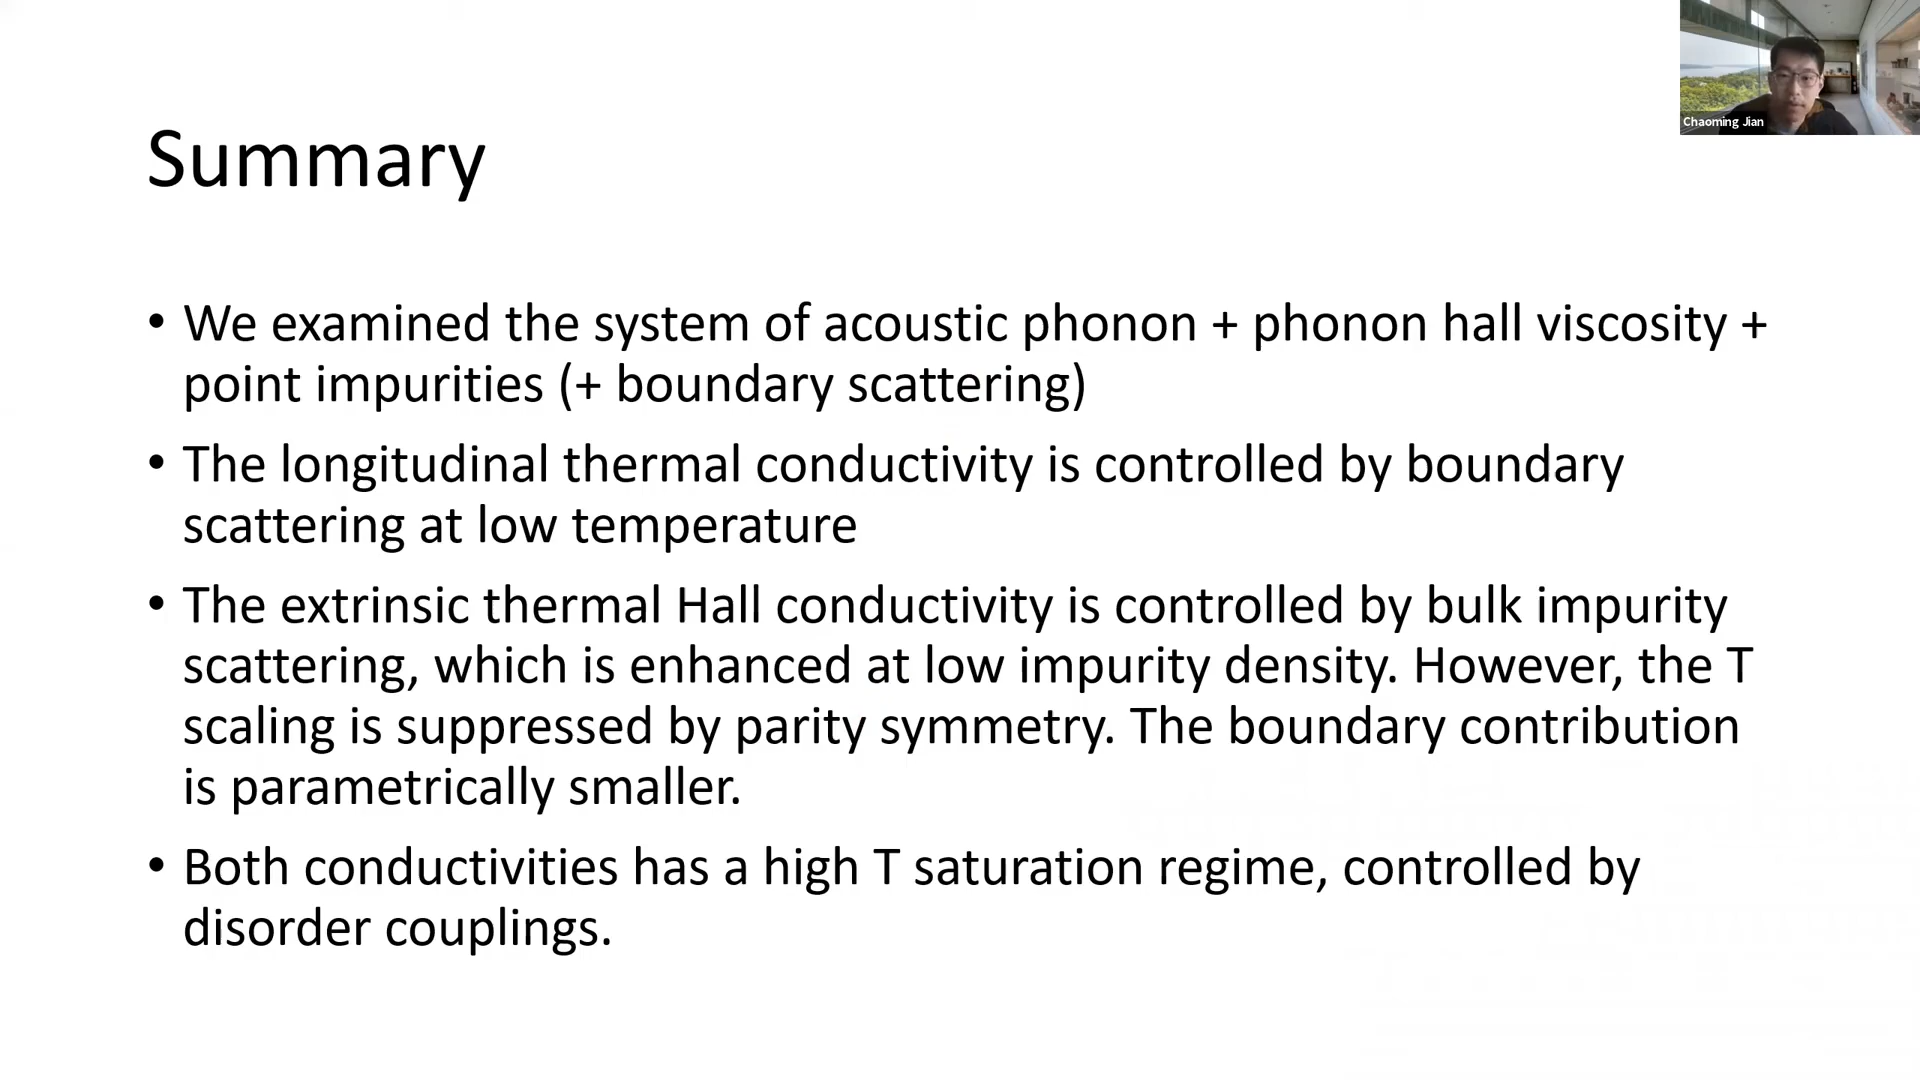 Chaoming Jian
Summary
• We examined the system of acoustic phonon + phonon hall viscosity +
point impurities (+ boundary scattering)
• The longitudinal thermal conductivity is controlled by boundary
scattering at low temperature
• The extrinsic thermal Hall conductivity is controlled by bulk impurity
scattering, which is enhanced at low impurity density. However, the T
scaling is suppressed by parity symmetry. The boundary contribution
is parametrically smaller.
• Both conductivities has a high T saturation regime, controlled by
disorder couplings.